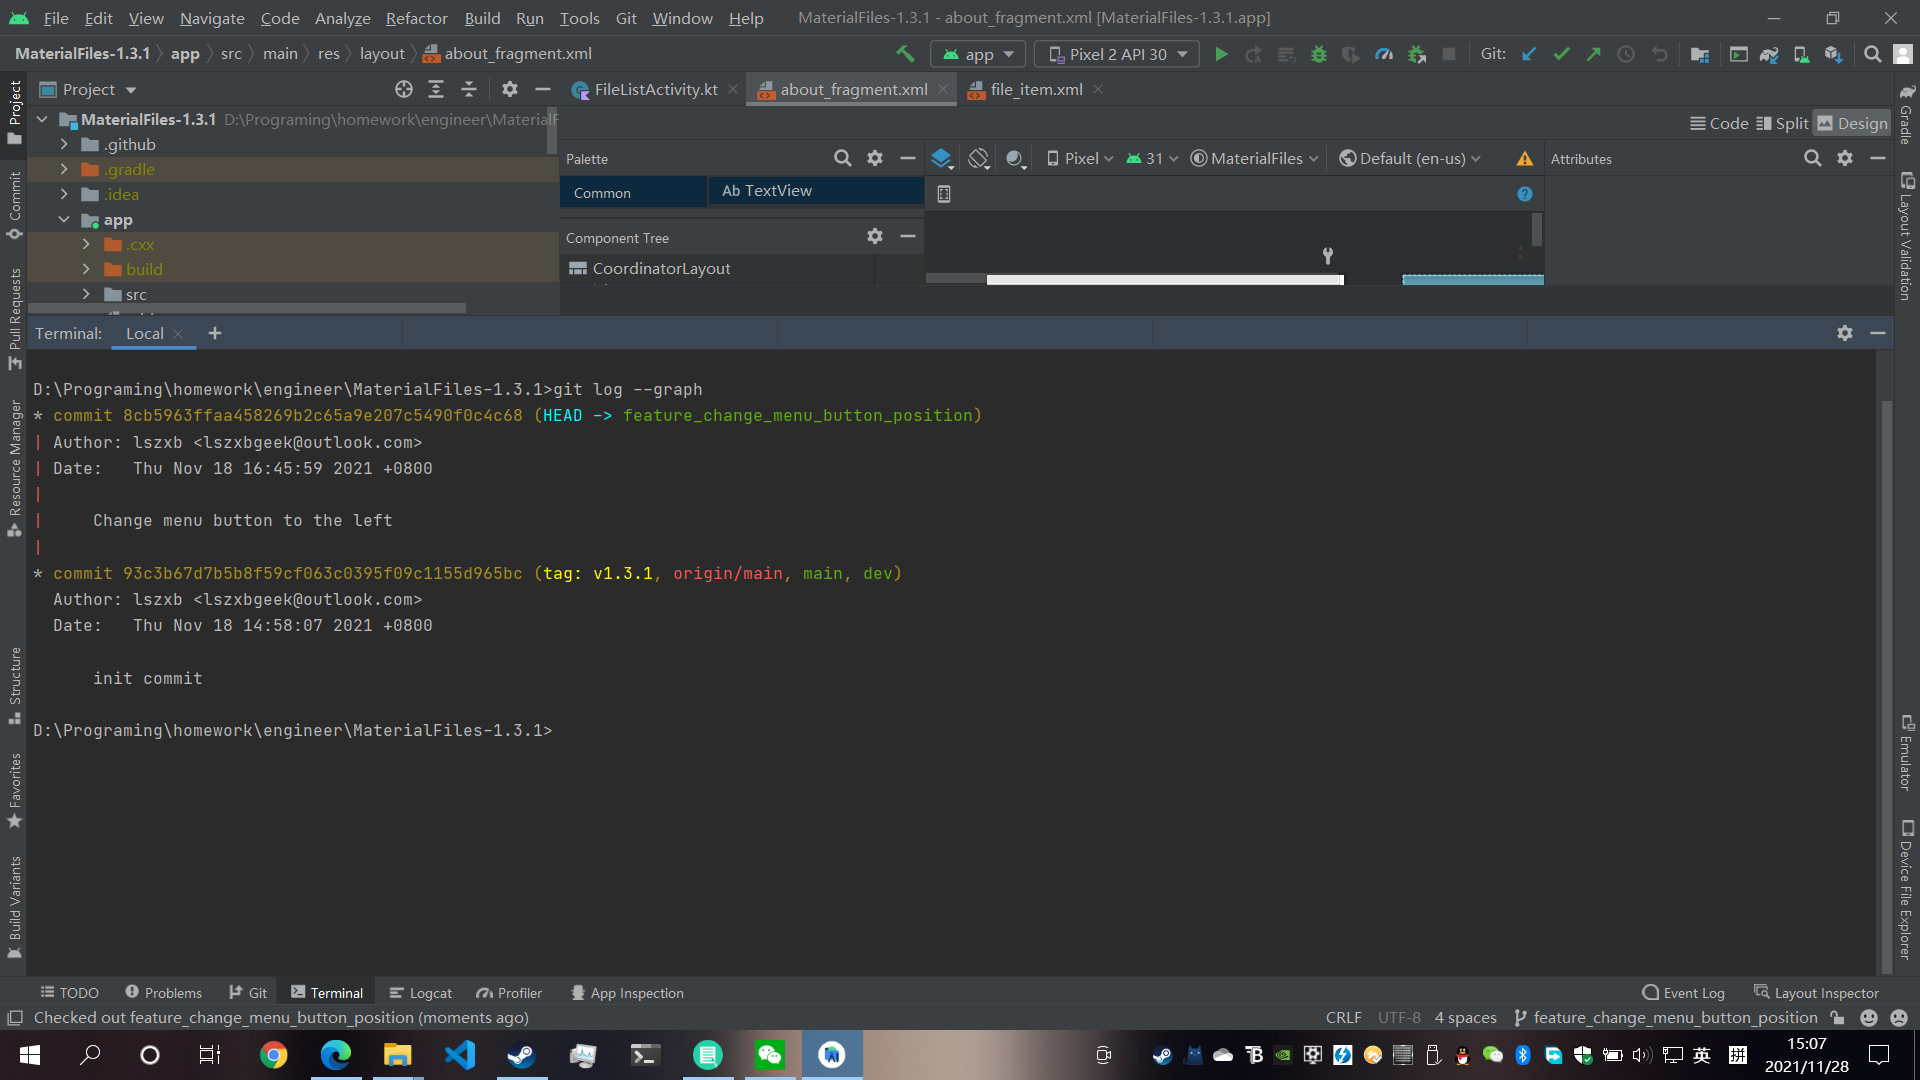 File Edit View Navigate Code Analyze Refactor Build Run Tools Git Window Help MaterialFiles-1.3.1 - about_fragment.xml [MaterialFiles-1.3.1.app]
MaterialFiles-1.3.1 app src main res layout about_fragment.xml app Pixel 2 API 30 Git:
Project FileListActivity.kt about_fragment.xml file_item.xml
MaterialFiles-1.3.1 D:\Programing\homework\engineer\MaterialF
Code Split Design
.github
Palette Pixel 31 MaterialFiles Default (en-us) Attributes
.gradle
Common Ab TextView
.idea
app
Component Tree
.cxx
build
CoordinatorLayout
src
Terminal: Local +
D:\Programing\homework\engineer\MaterialFiles-1.3.1>git log --graph
* commit 8cb5963ffaa458269b2c65a9e207c5490f0c4c68 (HEAD -> feature_change_menu_button_position)
| Author: lszxb <lszxbgeek@outlook.com>
| Date:   Thu Nov 18 16:45:59 2021 +0800
|
|     Change menu button to the left
|
* commit 93c3b67d7b5b8f59cf063c0395f09c1155d965bc (tag: v1.3.1, origin/main, main, dev)
Author: lszxb <lszxbgeek@outlook.com>
Date:   Thu Nov 18 14:58:07 2021 +0800
init commit
D:\Programing\homework\engineer\MaterialFiles-1.3.1>
Project
Commit
Pull Requests
Resource Manager
Structure
Favorites
Build Variants
Gradle
Layout Validation
Emulator
Device File Explorer
TODO Problems Git Terminal Logcat Profiler App Inspection Event Log Layout Inspector
Checked out feature_change_menu_button_position (moments ago) CRLF UTF-8 4 spaces feature_change_menu_button_position
英 拼 15:07
2021/11/28